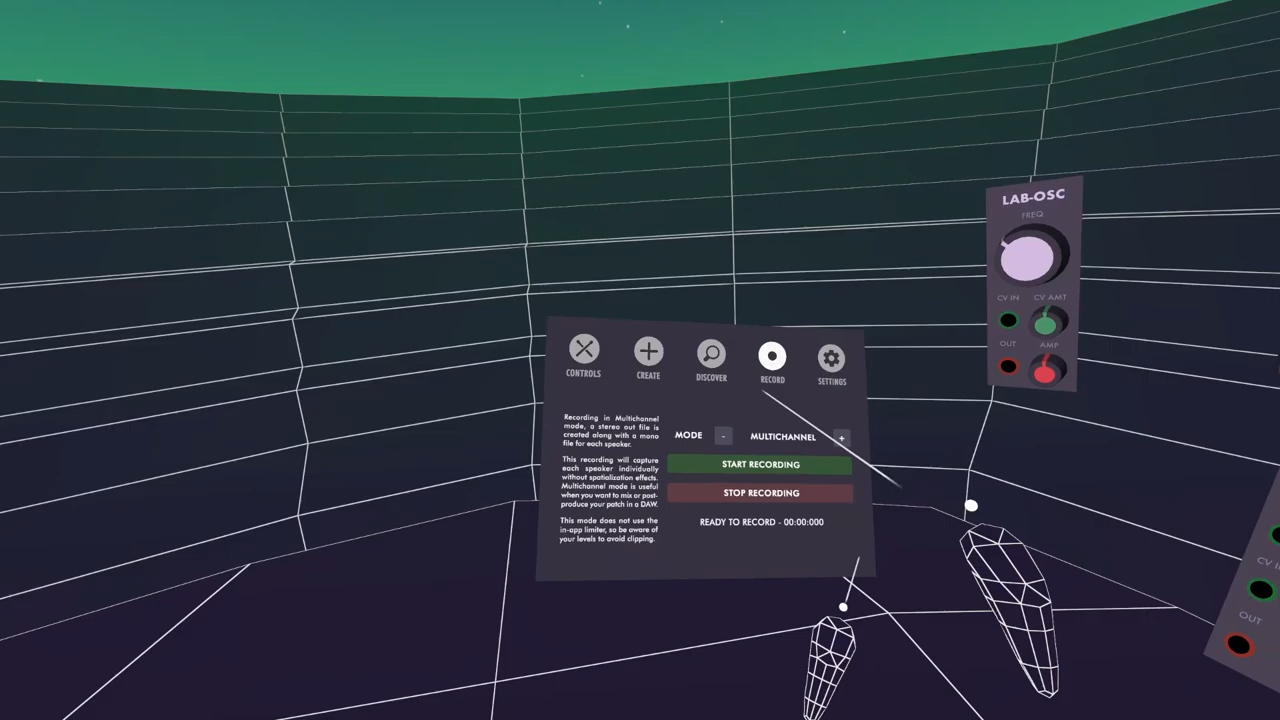 LAB-OSC
FREQ
CV IN
CV AMT
OUT
AMP
CONTROLS
CREATE
DISCOVER
RECORD
SETTINGS
Recording in Multichannel
mode, a stereo out file is
created along with a mono
file for each speaker.
This recording will capture
each speaker individually
without spatialization effects.
Multichannel mode is useful
when you want to mix or post-
produce your patch in a DAW.
This mode does not use the
in-app limiter, so be aware of
your levels to avoid clipping.
MODE
-
MULTICHANNEL
+
START RECORDING
STOP RECORDING
READY TO RECORD - 00:00:000
CV
OUT